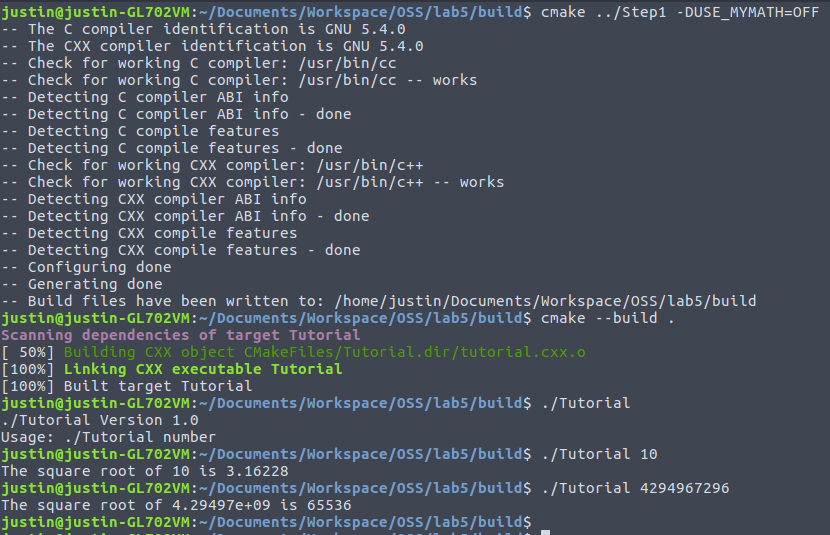 justin@justin-GL702VM:~/Documents/Workspace/OSS/lab5/build$ cmake ../Step1 -DUSE_MYMATH=OFF
-- The C compiler identification is GNU 5.4.0
-- The CXX compiler identification is GNU 5.4.0
-- Check for working C compiler: /usr/bin/cc
-- Check for working C compiler: /usr/bin/cc -- works
-- Detecting C compiler ABI info
-- Detecting C compiler ABI info - done
-- Detecting C compile features
-- Detecting C compile features - done
-- Check for working CXX compiler: /usr/bin/c++
-- Check for working CXX compiler: /usr/bin/c++ -- works
-- Detecting CXX compiler ABI info
-- Detecting CXX compiler ABI info - done
-- Detecting CXX compile features
-- Detecting CXX compile features - done
-- Configuring done
-- Generating done
-- Build files have been written to: /home/justin/Documents/Workspace/OSS/lab5/build
justin@justin-GL702VM:~/Documents/Workspace/OSS/lab5/build$ cmake --build .
Scanning dependencies of target Tutorial
[ 50%] Building CXX object CMakeFiles/Tutorial.dir/tutorial.cxx.o
[100%] Linking CXX executable Tutorial
[100%] Built target Tutorial
justin@justin-GL702VM:~/Documents/Workspace/OSS/lab5/build$ ./Tutorial
./Tutorial Version 1.0
Usage: ./Tutorial number
justin@justin-GL702VM:~/Documents/Workspace/OSS/lab5/build$ ./Tutorial 10
The square root of 10 is 3.16228
justin@justin-GL702VM:~/Documents/Workspace/OSS/lab5/build$ ./Tutorial 4294967296
The square root of 4.29497e+09 is 65536
justin@justin-GL702VM:~/Documents/Workspace/OSS/lab5/build$